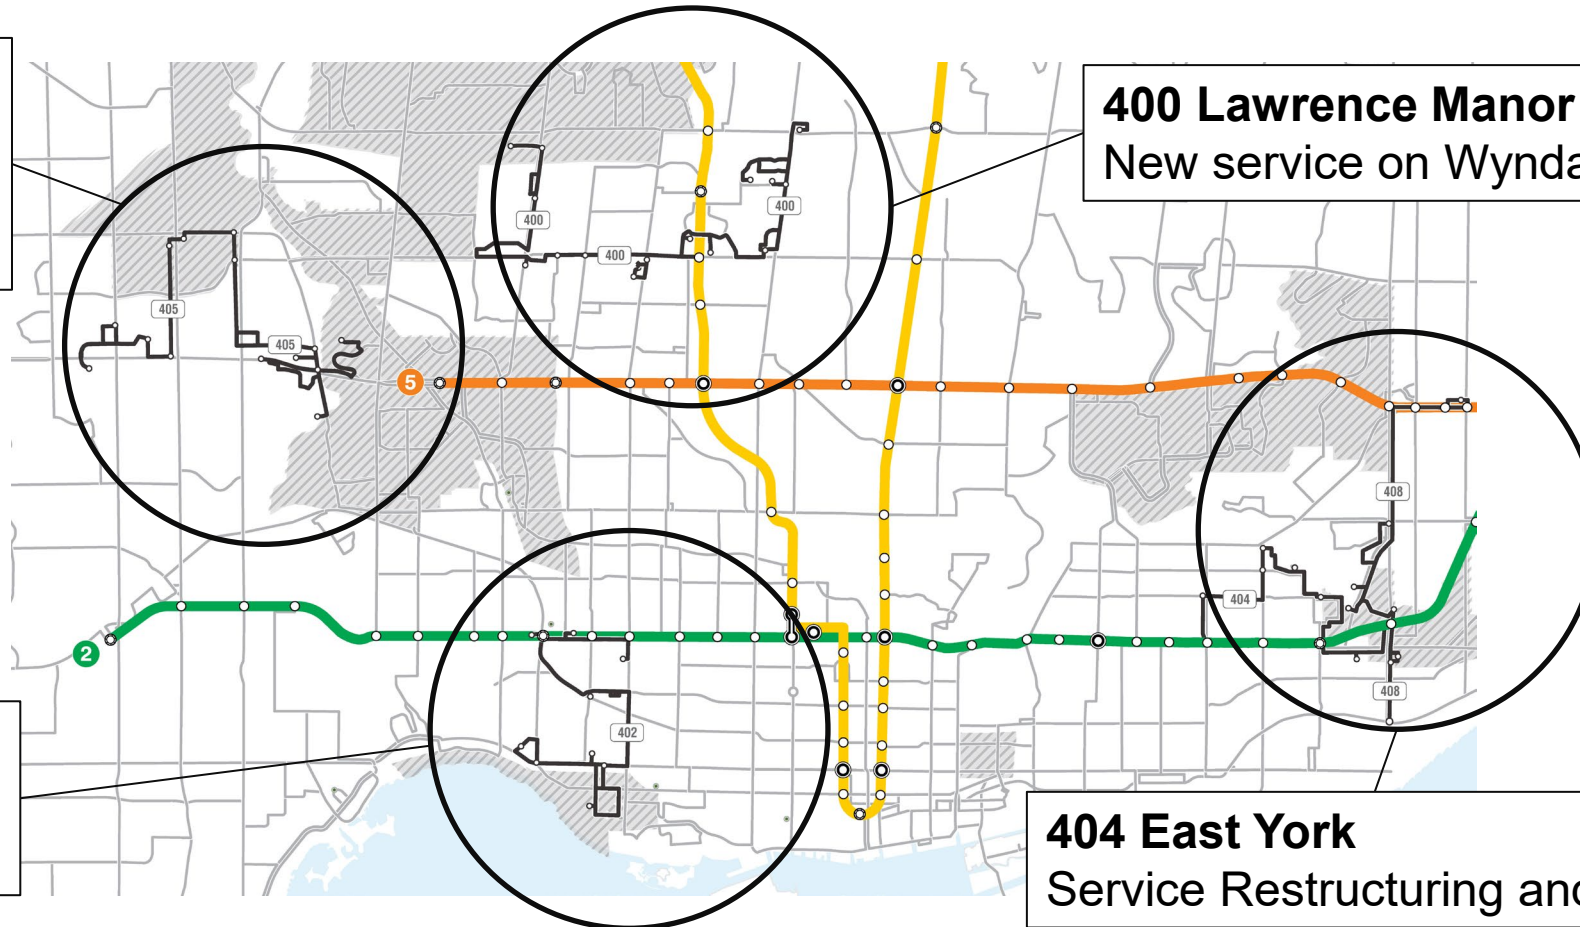 400 Lawrence Manor
New service on Wynda
400
400
400
405
405
5
408
404
2
402
408
404 East York
Service Restructuring and